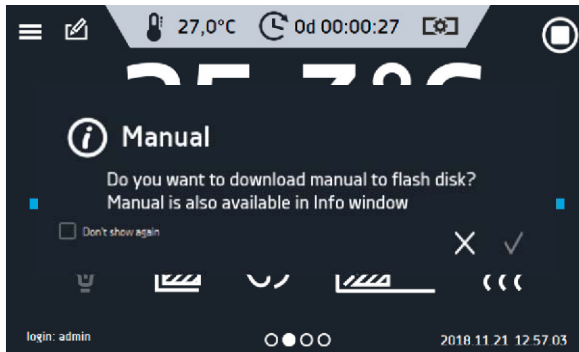 27,0°C
0d 00:00:27
Manual
Do you want to download manual to flash disk?
Manual is also available in Info window
Don't show again
login: admin
2018.11.21 12:57:03